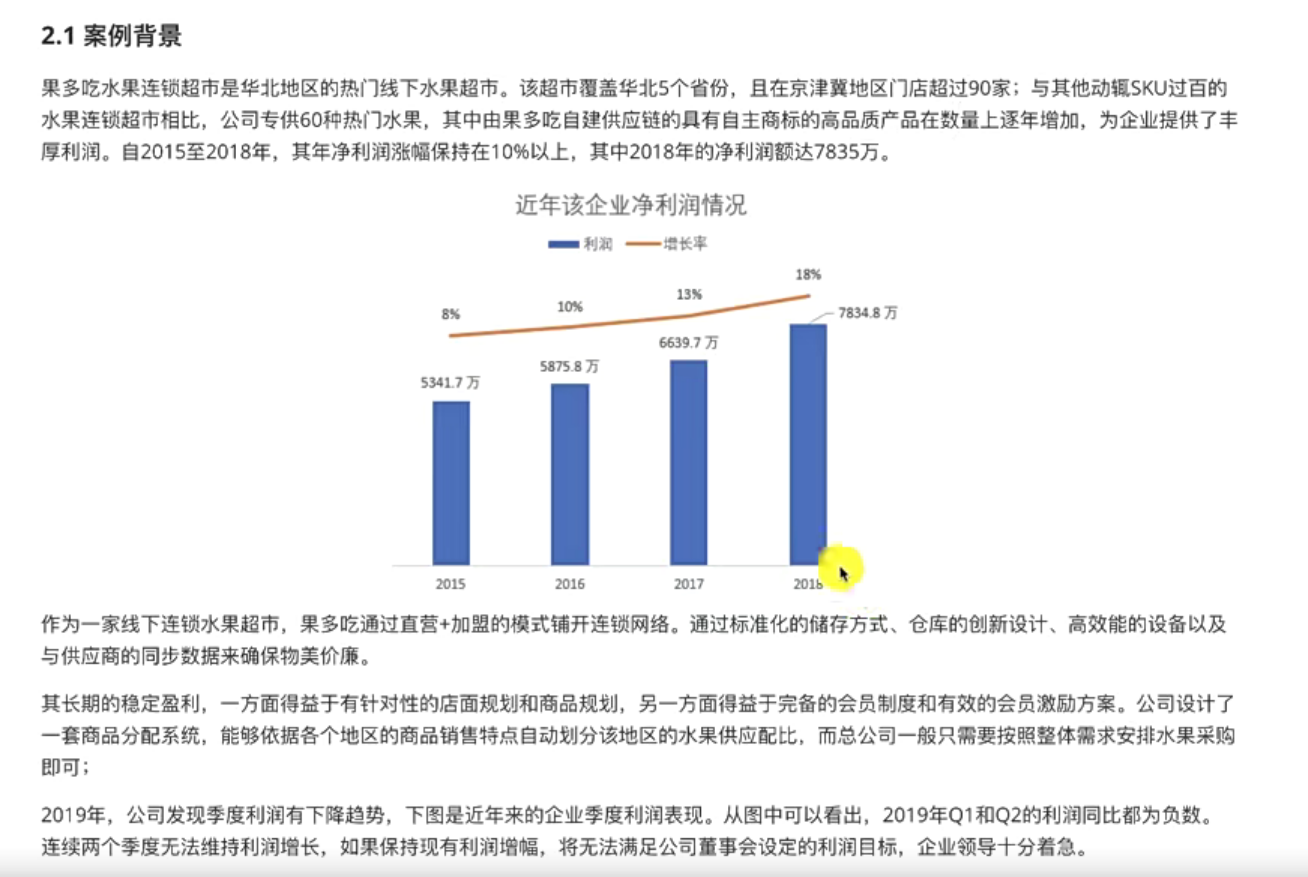 2.1 案例背景
果多吃水果连锁超市是华北地区的热门线下水果超市。该超市覆盖华北5个省份，且在京津冀地区门店超过90家；与其他动辄SKU过百的
水果连锁超市相比，公司专供60种热门水果，其中由果多吃自建供应链的具有自主商标的高品质产品在数量上逐年增加，为企业提供了丰
厚利润。自2015至2018年，其年净利润涨幅保持在10%以上，其中2018年的净利润额达7835万。
近年该企业净利润情况
利润 增长率
18%
13%
10%
8%
7834.8 万
6639.7 万
5875.8 万
5341.7 万
2015 2016 2017 2018
作为一家线下连锁水果超市，果多吃通过直营+加盟的模式铺开连锁网络。通过标准化的储存方式、仓库的创新设计、高效能的设备以及
与供应商的同步数据来确保物美价廉。
其长期的稳定盈利，一方面得益于有针对性的店面规划和商品规划，另一方面得益于完备的会员制度和有效的会员激励方案。公司设计了
一套商品分配系统，能够依据各个地区的商品销售特点自动划分该地区的水果供应配比，而总公司一般只需要按照整体需求安排水果采购
即可；
2019年，公司发现季度利润有下降趋势，下图是近年来的企业季度利润表现。从图中可以看出，2019年Q1和Q2的利润同比都为负数。
连续两个季度无法维持利润增长，如果保持现有利润增幅，将无法满足公司董事会设定的利润目标，企业领导十分着急。